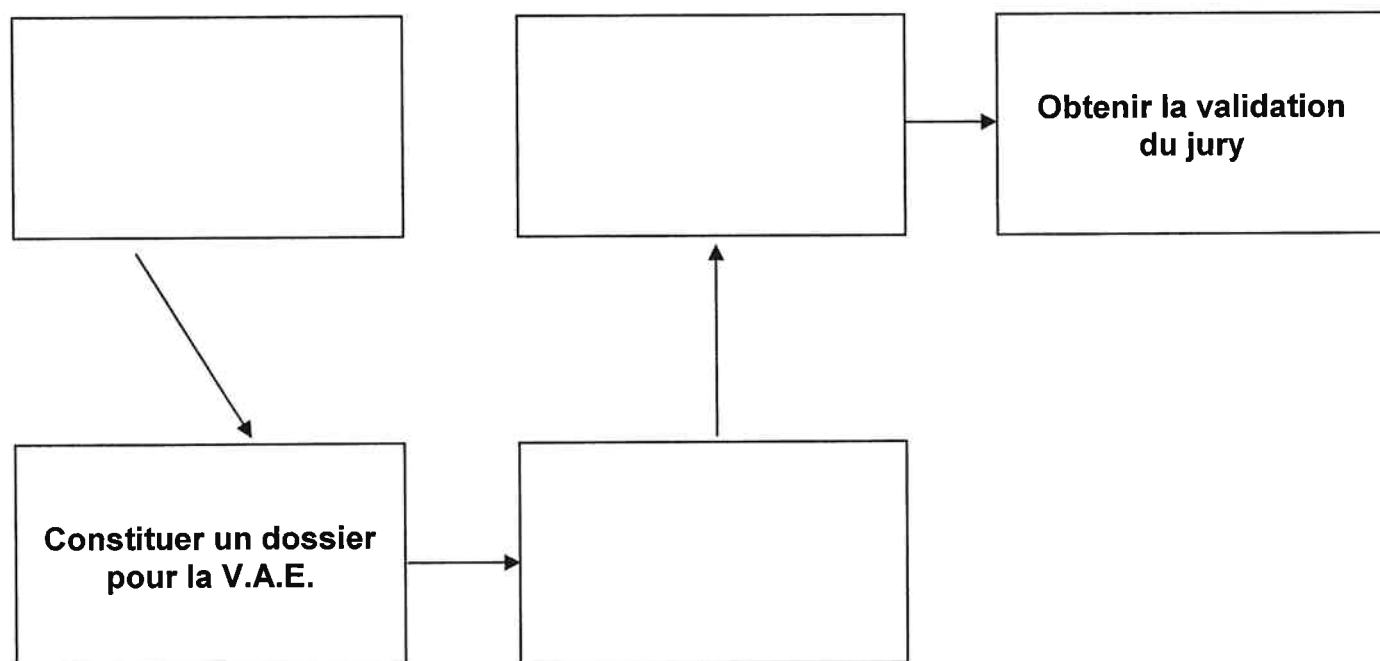 Obtenir la validation
du jury
Constituer un dossier
pour la V.A.E.